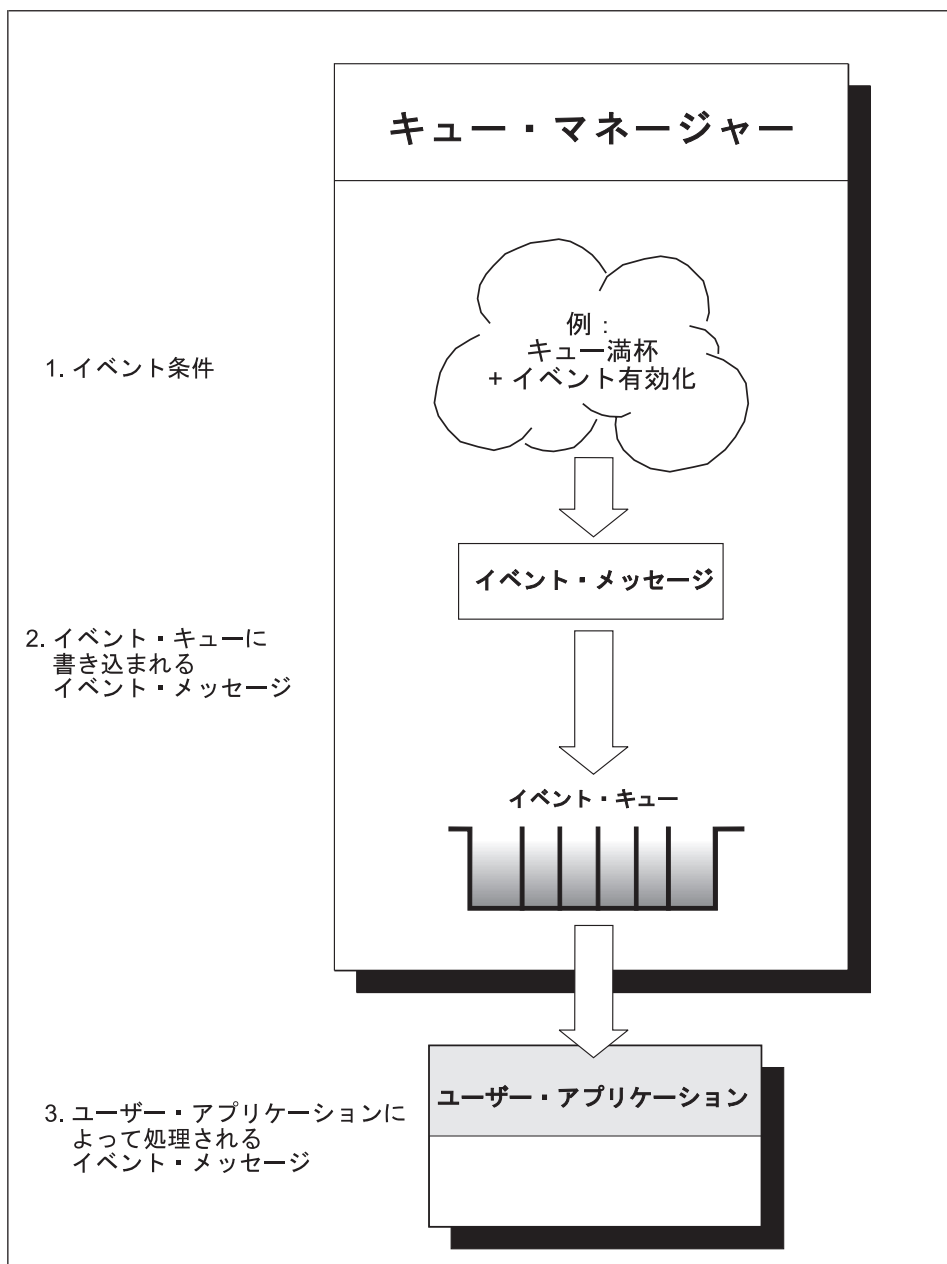 キュー・マネージャー
1. イベント条件
例：
キュー満杯
+ イベント有効化
イベント・メッセージ
2. イベント・キューに
書き込まれる
イベント・メッセージ
イベント・キュー
ユーザー・アプリケーション
3. ユーザー・アプリケーションに
よって処理される
イベント・メッセージ